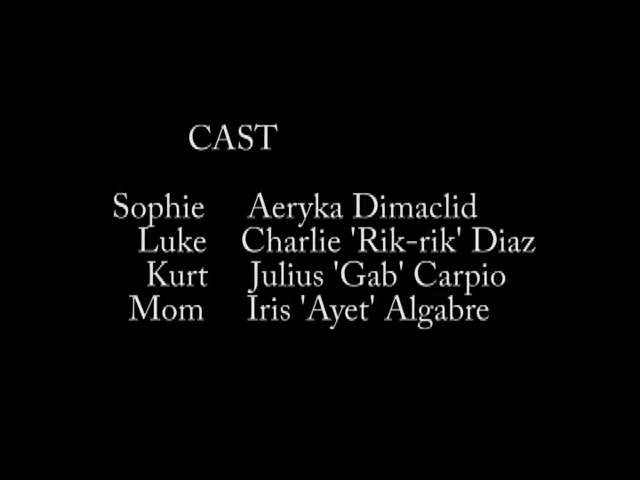 CAST
Sophie Aeryka Dimaclid
Luke Charlie 'Rik-rik' Diaz
Kurt Julius 'Gab' Carpio
Mom Iris 'Ayet' Algabre